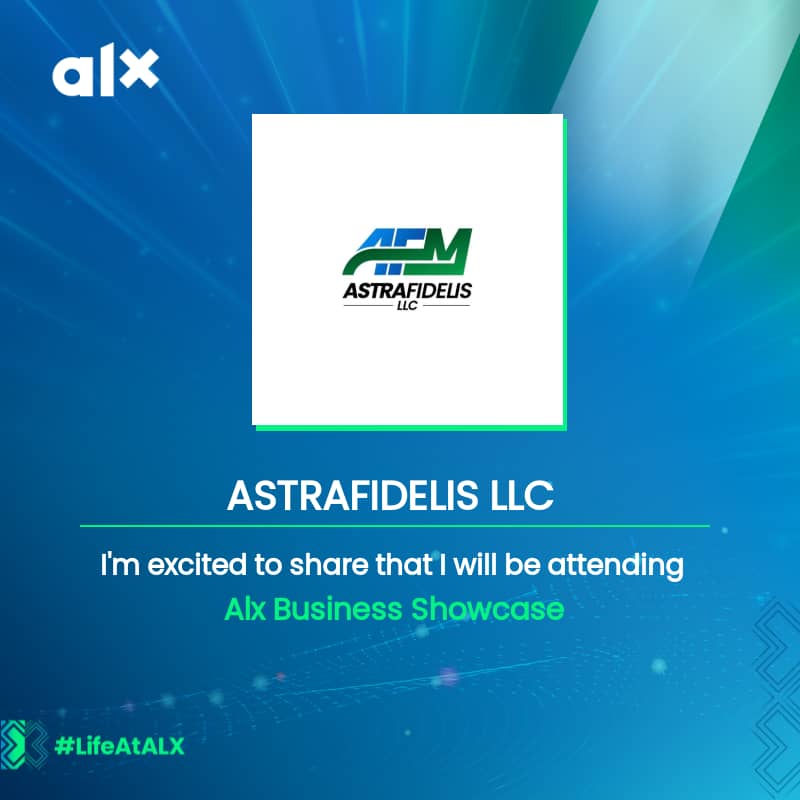 alx
AFM
ASTRAFIDELIS
LLC
ASTRAFIDELIS LLC
I'm excited to share that I will be attending
Alx Business Showcase
#LifeAtALX